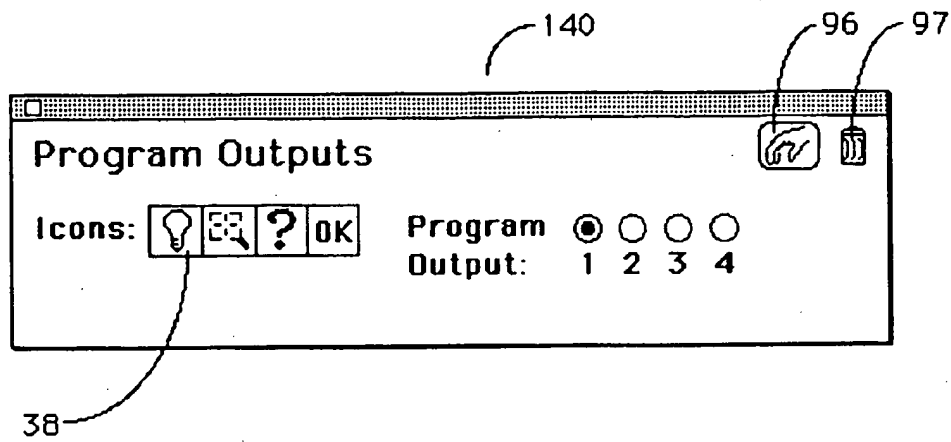 140
96
97
Program Outputs
Icons: ? OK
Program
Output: 1 2 3 4
38